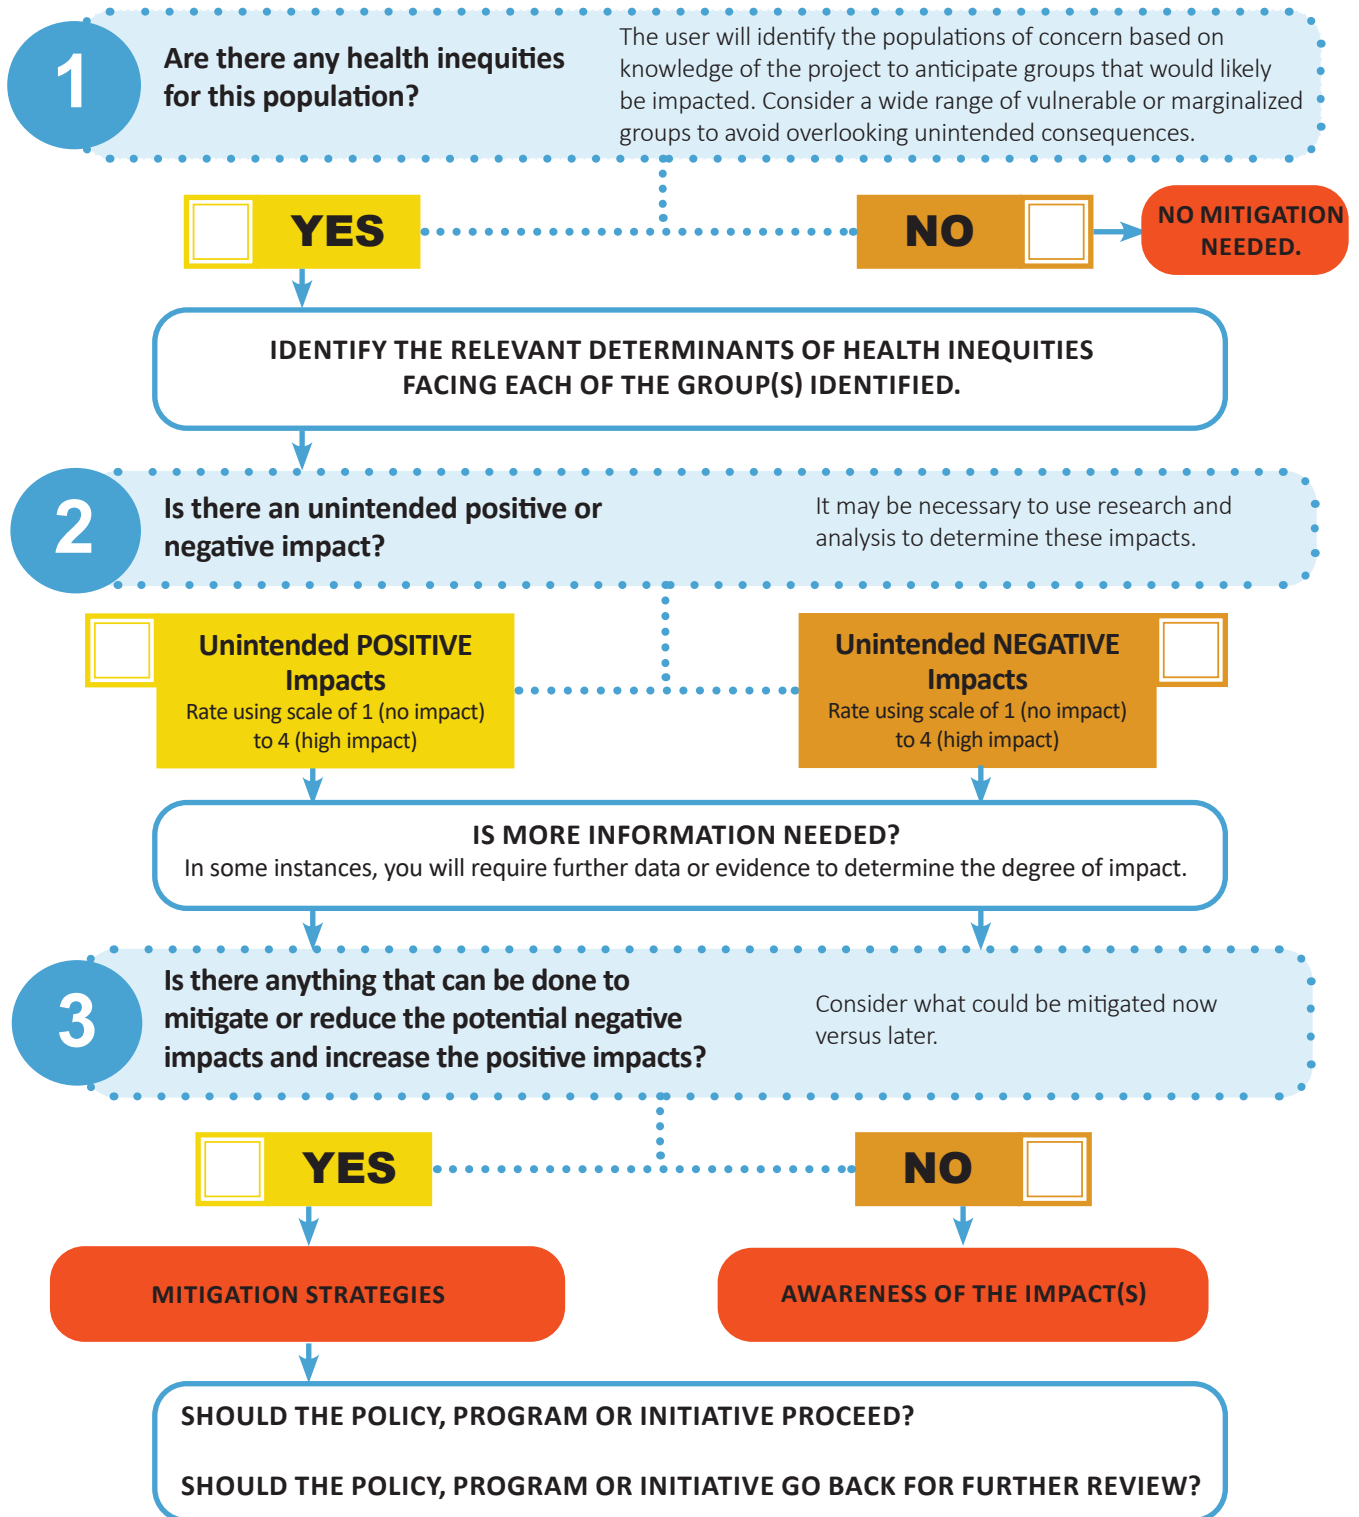 1
Are there any health inequities
for this population?
The user will identify the populations of concern based on
knowledge of the project to anticipate groups that would likely
be impacted. Consider a wide range of vulnerable or marginalized
groups to avoid overlooking unintended consequences.
YES
NO
NO MITIGATION
NEEDED.
IDENTIFY THE RELEVANT DETERMINANTS OF HEALTH INEQUITIES
FACING EACH OF THE GROUP(S) IDENTIFIED.
2
Is there an unintended positive or
negative impact?
It may be necessary to use research and
analysis to determine these impacts.
Unintended POSITIVE
Impacts
Rate using scale of 1 (no impact)
to 4 (high impact)
Unintended NEGATIVE
Impacts
Rate using scale of 1 (no impact)
to 4 (high impact)
IS MORE INFORMATION NEEDED?
In some instances, you will require further data or evidence to determine the degree of impact.
3
Is there anything that can be done to
mitigate or reduce the potential negative
impacts and increase the positive impacts?
Consider what could be mitigated now
versus later.
YES
NO
MITIGATION STRATEGIES
AWARENESS OF THE IMPACT(S)
SHOULD THE POLICY, PROGRAM OR INITIATIVE PROCEED?
SHOULD THE POLICY, PROGRAM OR INITIATIVE GO BACK FOR FURTHER REVIEW?